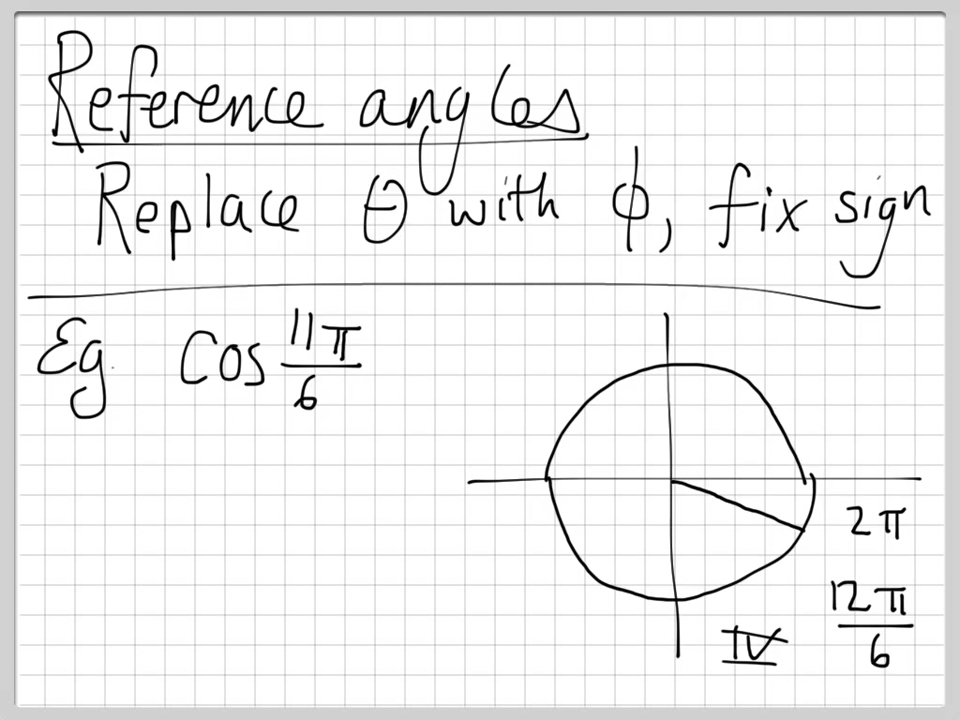 Reference angles
Replace θ with ϕ, fix sign
Eg cos 11π/6
2π
12π/6
IV